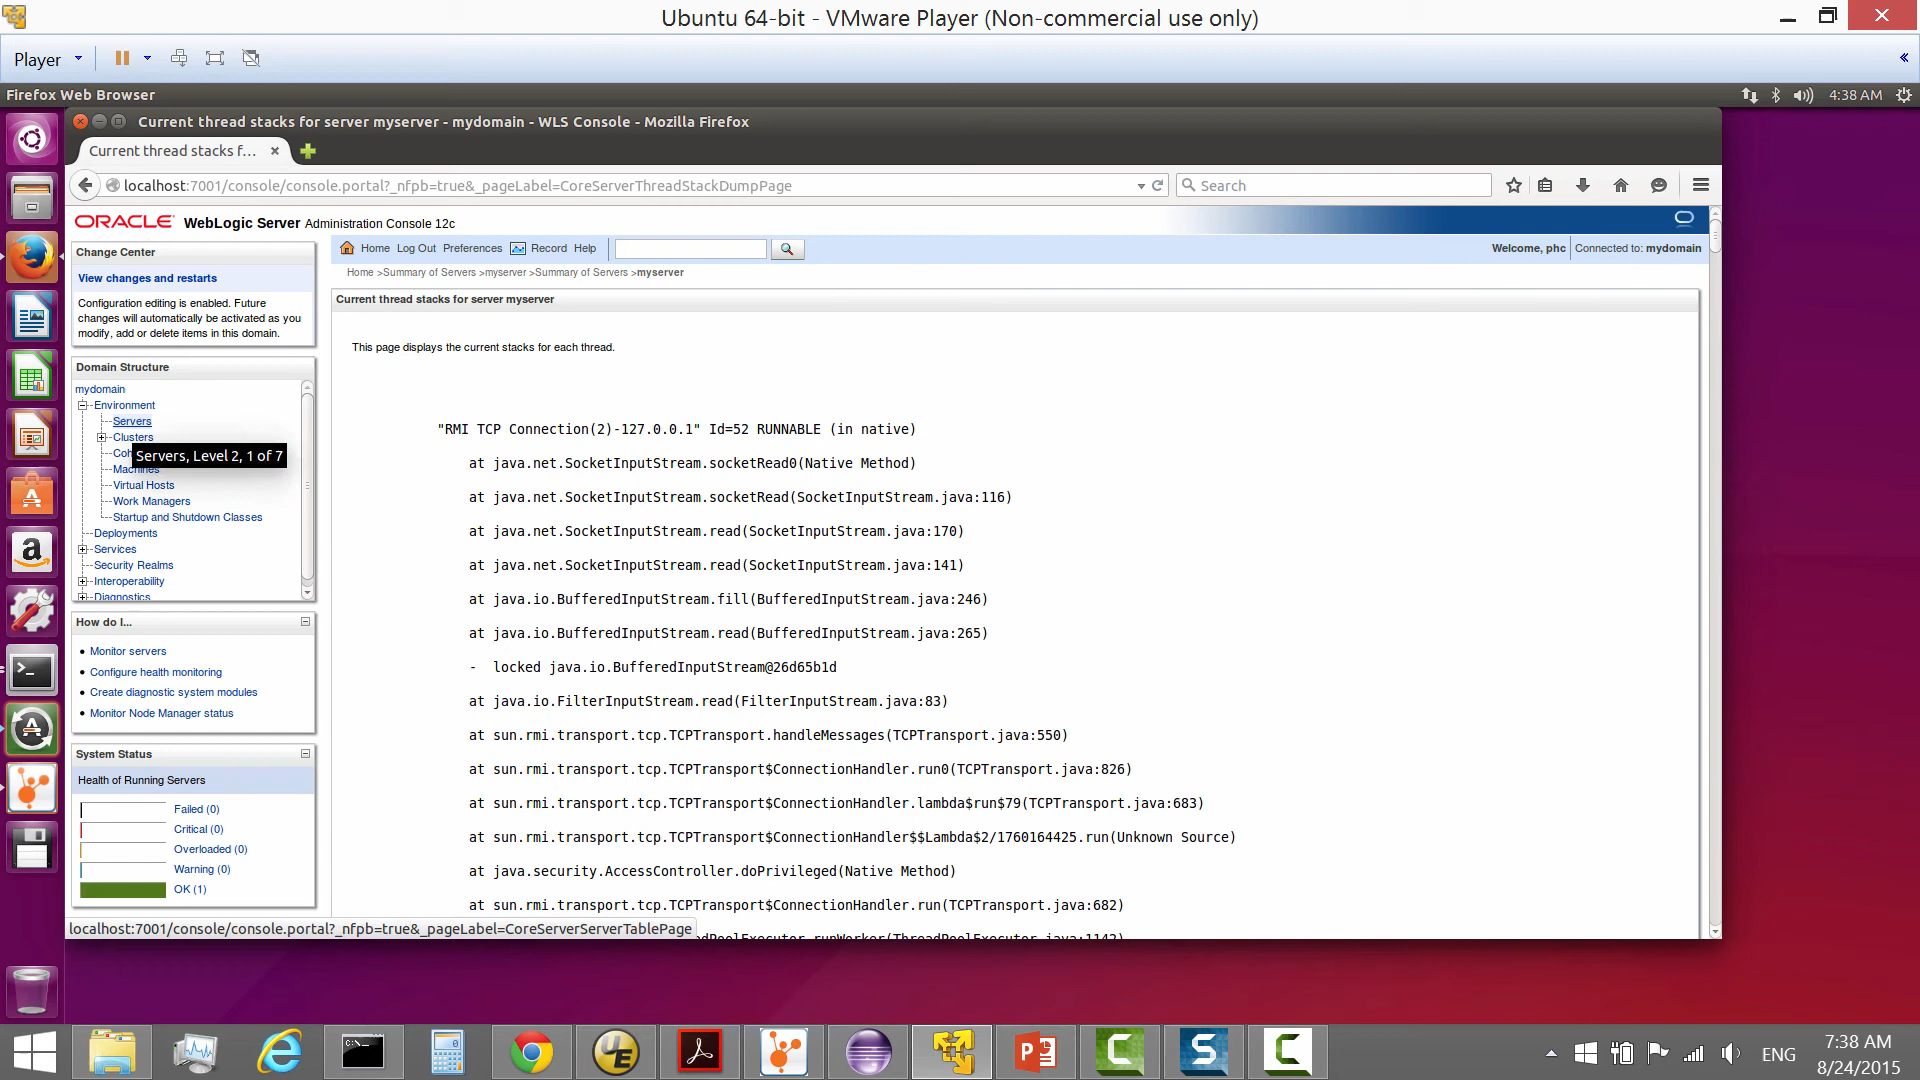 Ubuntu 64-bit - VMware Player (Non-commercial use only)
Player
«
Firefox Web Browser
4:38 AM
Current thread stacks for server myserver - mydomain - WLS Console - Mozilla Firefox
Current thread stacks f...
localhost:7001/console/console.portal?_nfpb=true&_pageLabel=CoreServerThreadStackDumpPage
Search
ORACLE WebLogic Server Administration Console 12c
Change Center
View changes and restarts
Configuration editing is enabled. Future
changes will automatically be activated as you
modify, add or delete items in this domain.
Domain Structure
mydomain
Environment
Servers
Clusters
Servers, Level 2, 1 of 7
Machines
Virtual Hosts
Work Managers
Startup and Shutdown Classes
Deployments
Services
Security Realms
Interoperability
Diagnostics
How do I...
Monitor servers
Configure health monitoring
Create diagnostic system modules
Monitor Node Manager status
System Status
Health of Running Servers
Failed (0)
Critical (0)
Overloaded (0)
Warning (0)
OK (1)
Home Log Out Preferences Record Help
Welcome, phc Connected to: mydomain
Home >Summary of Servers >myserver >Summary of Servers >myserver
Current thread stacks for server myserver
This page displays the current stacks for each thread.
"RMI TCP Connection(2)-127.0.0.1" Id=52 RUNNABLE (in native)
at java.net.SocketInputStream.socketRead0(Native Method)
at java.net.SocketInputStream.socketRead(SocketInputStream.java:116)
at java.net.SocketInputStream.read(SocketInputStream.java:170)
at java.net.SocketInputStream.read(SocketInputStream.java:141)
at java.io.BufferedInputStream.fill(BufferedInputStream.java:246)
at java.io.BufferedInputStream.read(BufferedInputStream.java:265)
- locked java.io.BufferedInputStream@26d65b1d
at java.io.FilterInputStream.read(FilterInputStream.java:83)
at sun.rmi.transport.tcp.TCPTransport.handleMessages(TCPTransport.java:550)
at sun.rmi.transport.tcp.TCPTransport$ConnectionHandler.run0(TCPTransport.java:826)
at sun.rmi.transport.tcp.TCPTransport$ConnectionHandler.lambda$run$79(TCPTransport.java:683)
at sun.rmi.transport.tcp.TCPTransport$ConnectionHandler$$Lambda$2/1760164425.run(Unknown Source)
at java.security.AccessController.doPrivileged(Native Method)
at sun.rmi.transport.tcp.TCPTransport$ConnectionHandler.run(TCPTransport.java:682)
localhost:7001/console/console.portal?_nfpb=true&_pageLabel=CoreServerServerTablePage
ENG
7:38 AM
8/24/2015